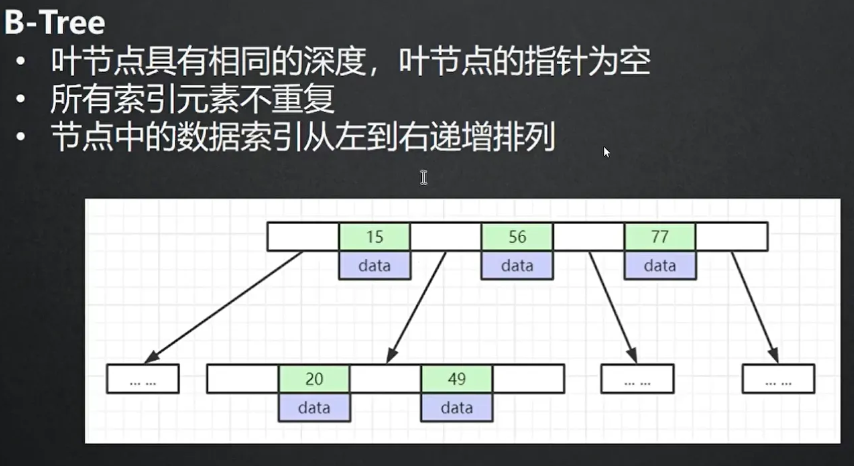 B-Tree
• 叶节点具有相同的深度，叶节点的指针为空
• 所有索引元素不重复
• 节点中的数据索引从左到右递增排列
15 56 77
data data data
... ... 20 49 ... ... ... ...
data data